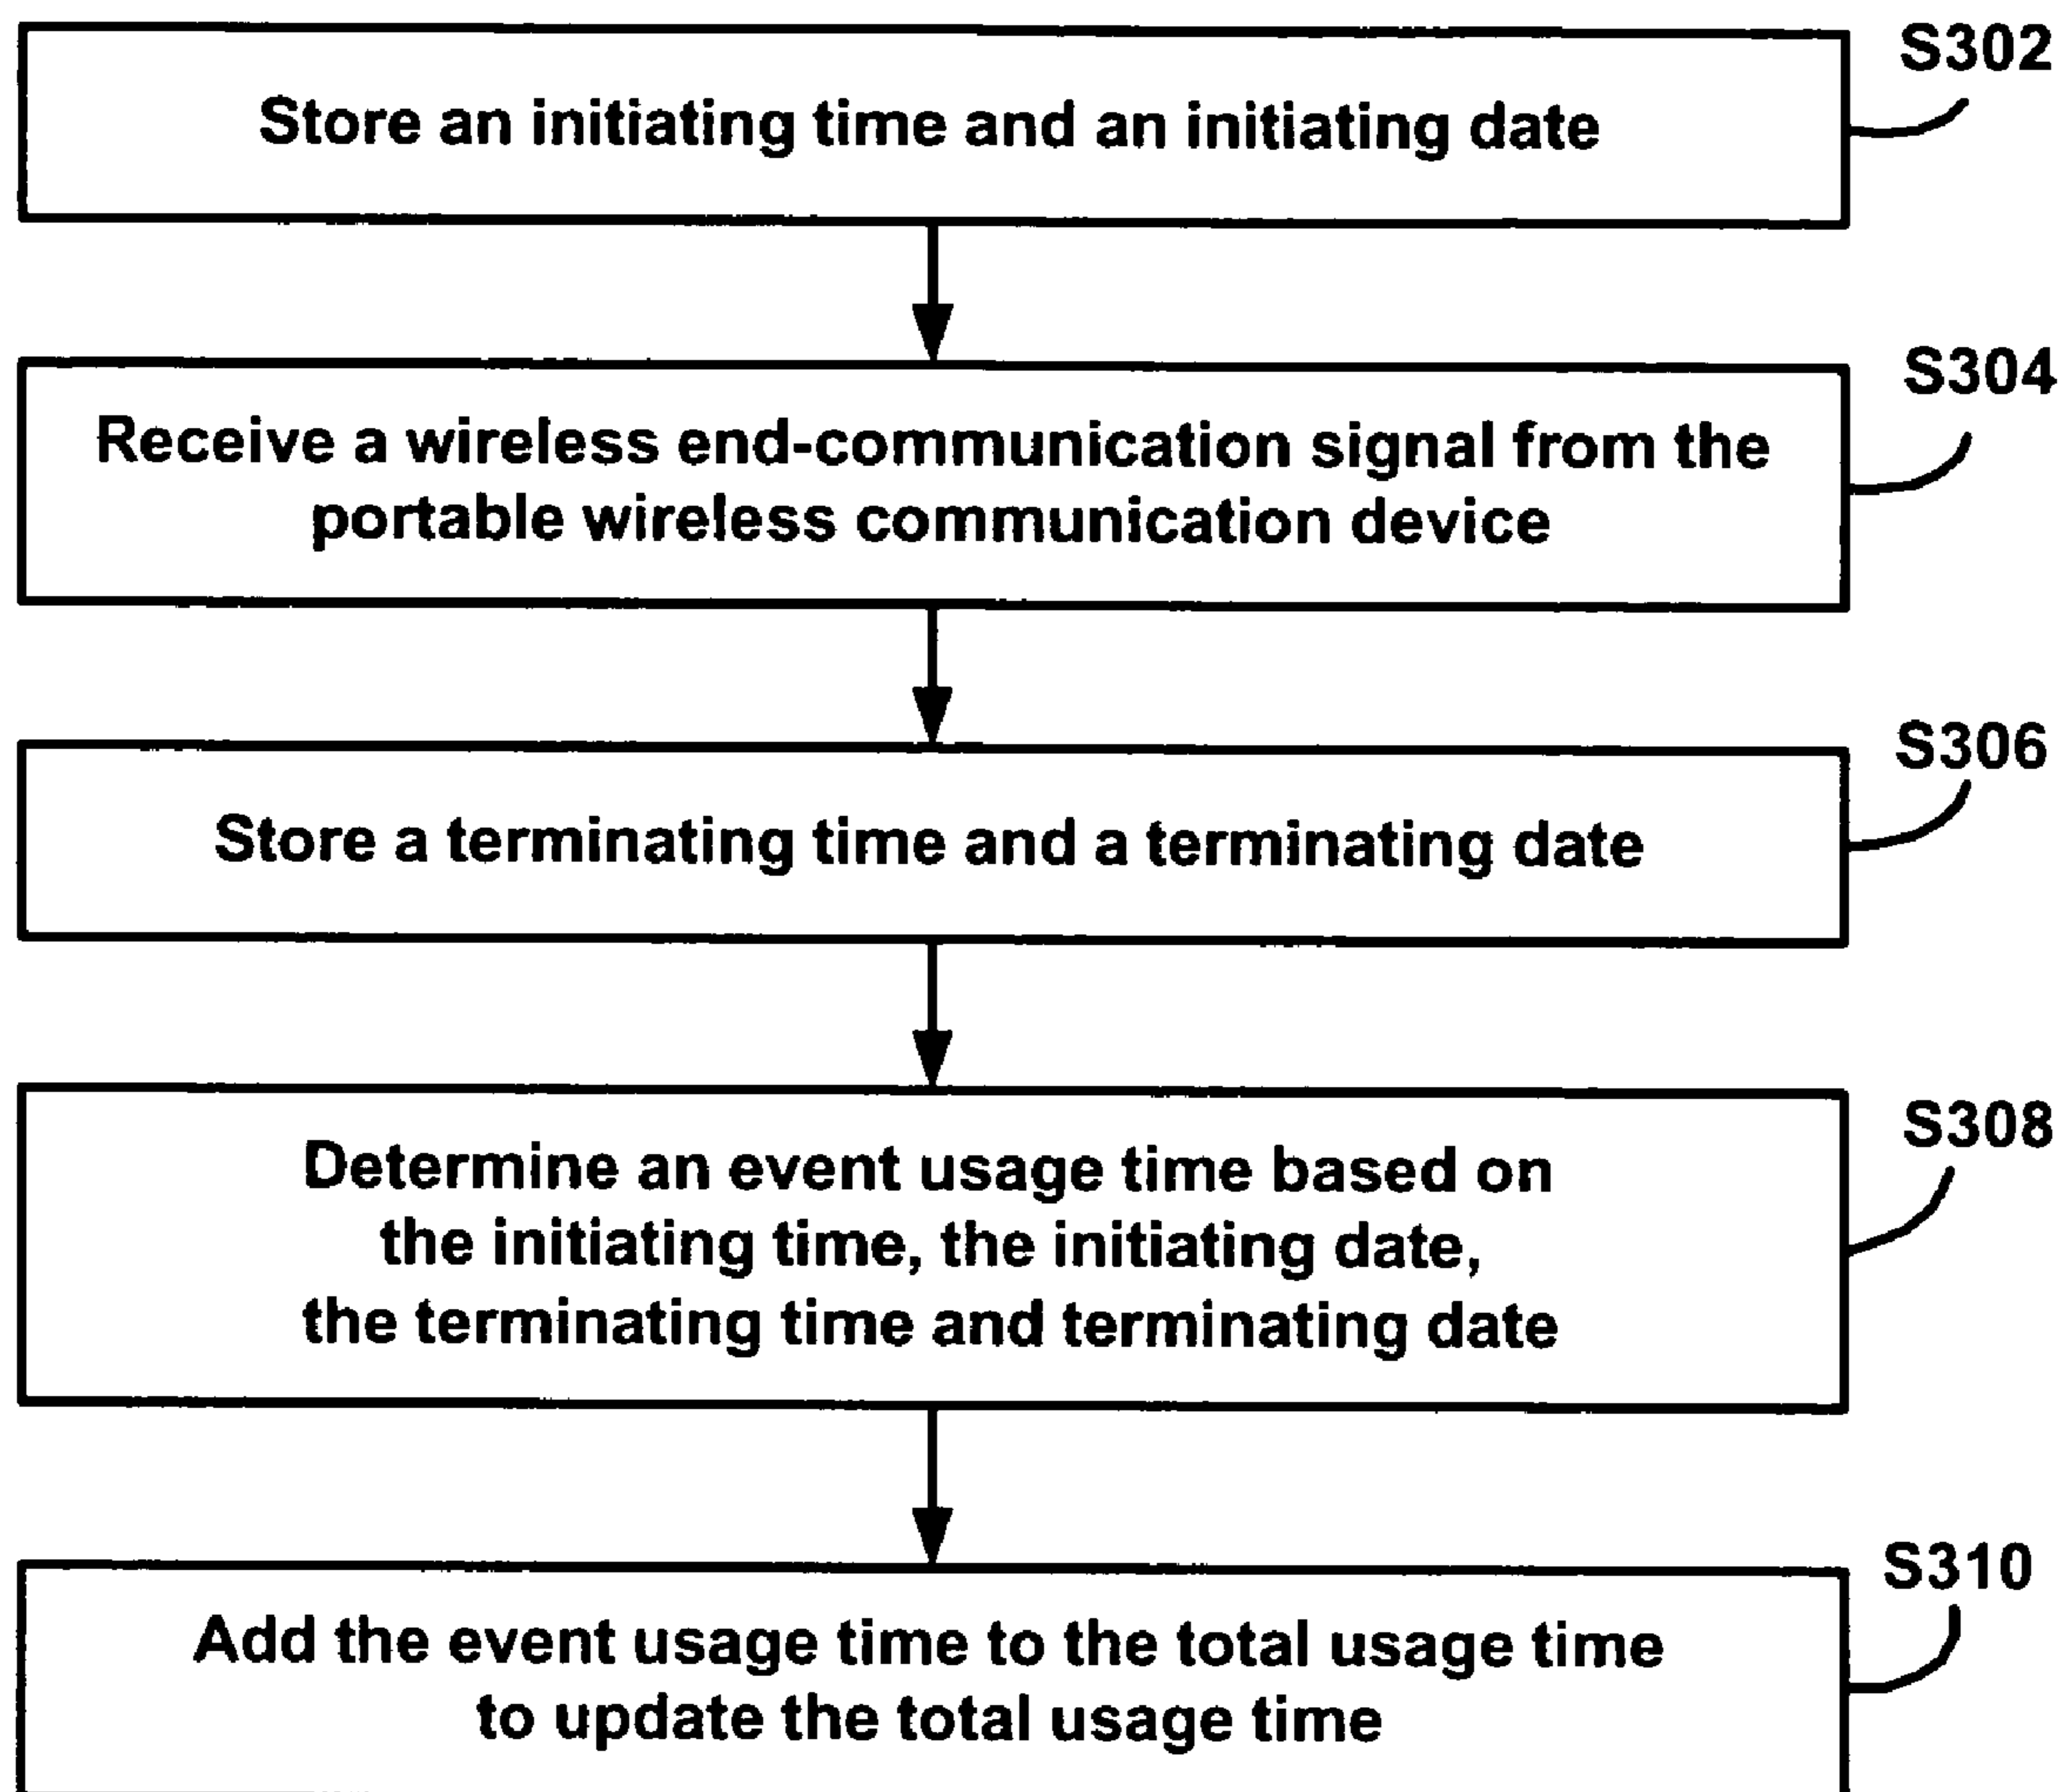 S302
Store an initiating time and an initiating date
S304
Receive a wireless end-communication signal from the
portable wireless communication device
S306
Store a terminating time and a terminating date
S308
Determine an event usage time based on
the initiating time, the initiating date,
the terminating time and terminating date
S310
Add the event usage time to the total usage time
to update the total usage time